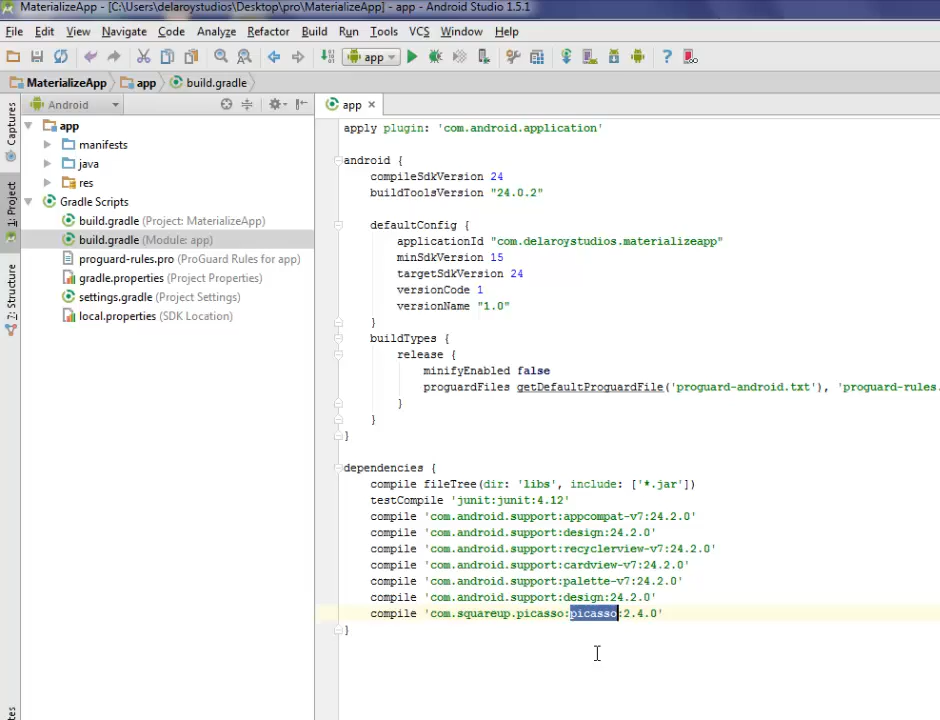 MaterializeApp - [C:\Users\delaroystudios\Desktop\pro\MaterializeApp] - app - Android Studio 1.5.1
File Edit View Navigate Code Analyze Refactor Build Run Tools VCS Window Help
app
MaterializeApp app build.gradle
Android
app
Captures
1: Project
7: Structure
app
manifests
java
res
Gradle Scripts
build.gradle (Project: MaterializeApp)
build.gradle (Module: app)
proguard-rules.pro (ProGuard Rules for app)
gradle.properties (Project Properties)
settings.gradle (Project Settings)
local.properties (SDK Location)
apply plugin: 'com.android.application'
android {
compileSdkVersion 24
buildToolsVersion "24.0.2"
defaultConfig {
applicationId "com.delaroystudios.materializeapp"
minSdkVersion 15
targetSdkVersion 24
versionCode 1
versionName "1.0"
}
buildTypes {
release {
minifyEnabled false
proguardFiles getDefaultProguardFile('proguard-android.txt'), 'proguard-rules.
}
}
}
dependencies {
compile fileTree(dir: 'libs', include: ['*.jar'])
testCompile 'junit:junit:4.12'
compile 'com.android.support:appcompat-v7:24.2.0'
compile 'com.android.support:design:24.2.0'
compile 'com.android.support:recyclerview-v7:24.2.0'
compile 'com.android.support:cardview-v7:24.2.0'
compile 'com.android.support:palette-v7:24.2.0'
compile 'com.android.support:design:24.2.0'
compile 'com.squareup.picasso:picasso:2.4.0'
}